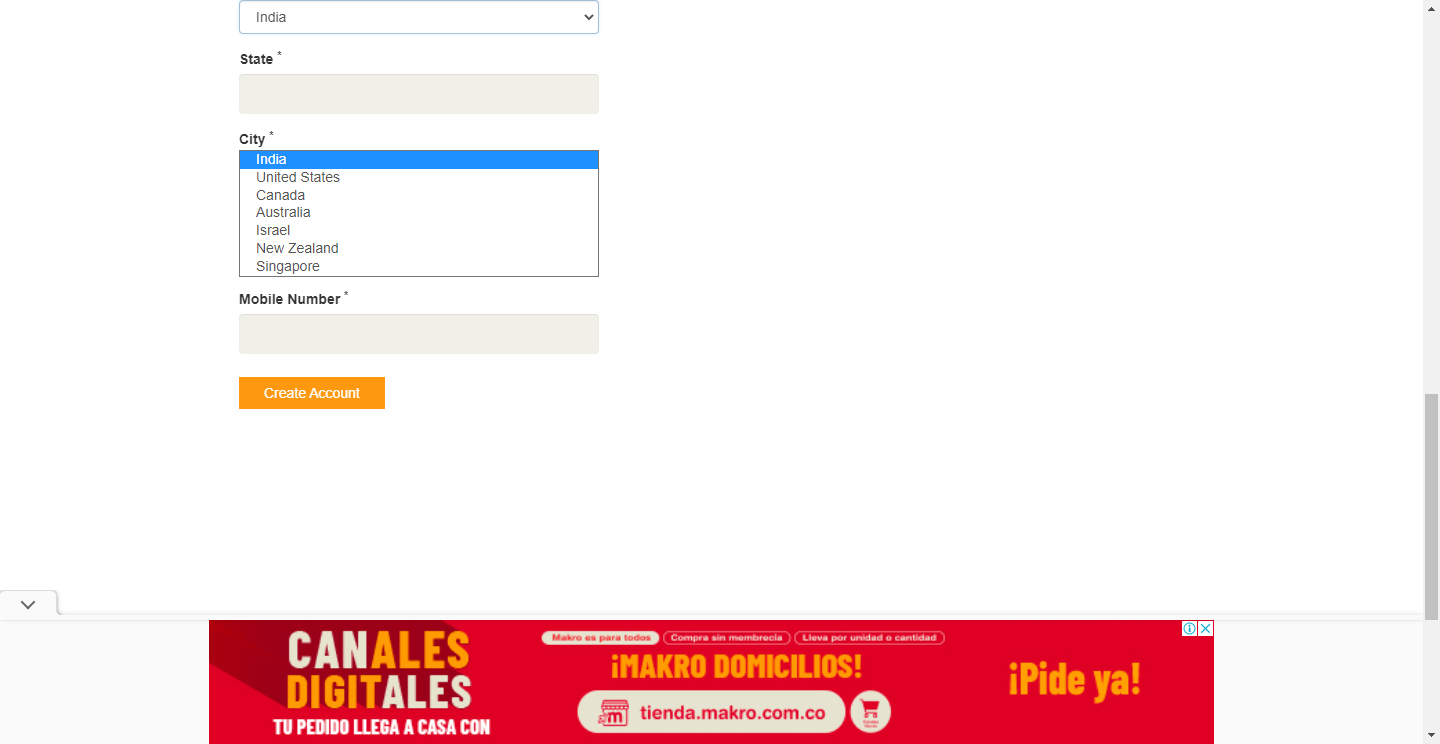 India
State *
City *
India
United States
Canada
Australia
Israel
New Zealand
Singapore
Mobile Number *
Create Account
CANALES
DIGITALES
TU PEDIDO LLEGA A CASA CON
Makro es para todos Compra sin membrecía Lleva por unidad o cantidad
¡MAKRO DOMICILIOS!
m tienda.makro.com.co
¡Pide ya!